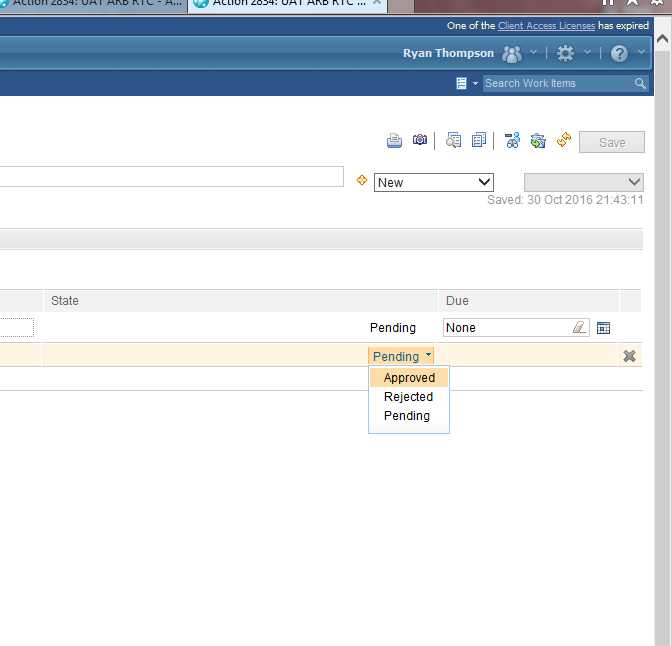 Action 2834: UAT ARB RTC - A...
Action 2834: UAT ARB RTC ...
One of the Client Access Licenses has expired
Ryan Thompson
Search Work Items
Save
New
Saved: 30 Oct 2016 21:43:11
State Due
Pending None
Pending
Approved
Rejected
Pending